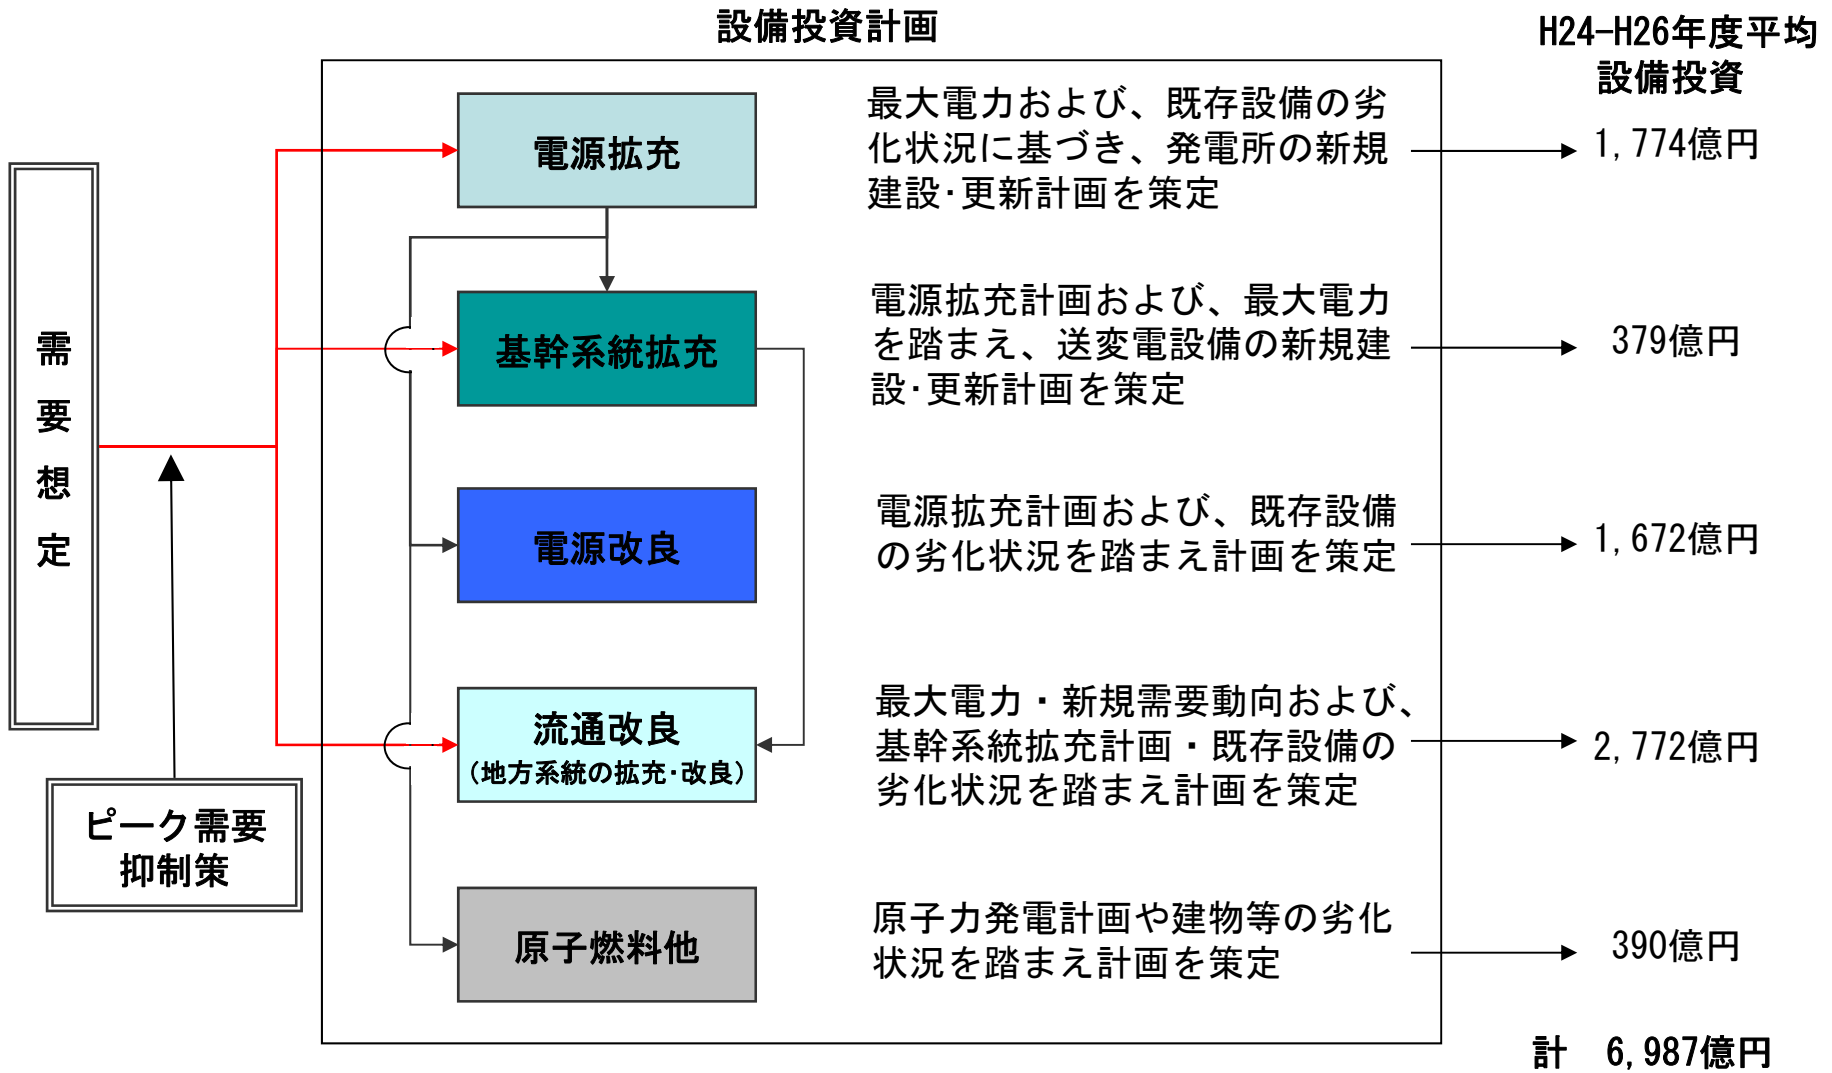 設備投資計画
H24-H26年度平均
設備投資
需要想定
ピーク需要
抑制策
電源拡充
最大電力および、既存設備の劣
化状況に基づき、発電所の新規
建設･更新計画を策定
1,774億円
基幹系統拡充
電源拡充計画および、最大電力
を踏まえ、送変電設備の新規建
設･更新計画を策定
379億円
電源改良
電源拡充計画および、既存設備
の劣化状況を踏まえ計画を策定
1,672億円
流通改良
(地方系統の拡充･改良)
最大電力・新規需要動向および、
基幹系統拡充計画・既存設備の
劣化状況を踏まえ計画を策定
2,772億円
原子燃料他
原子力発電計画や建物等の劣化
状況を踏まえ計画を策定
390億円
計　6,987億円